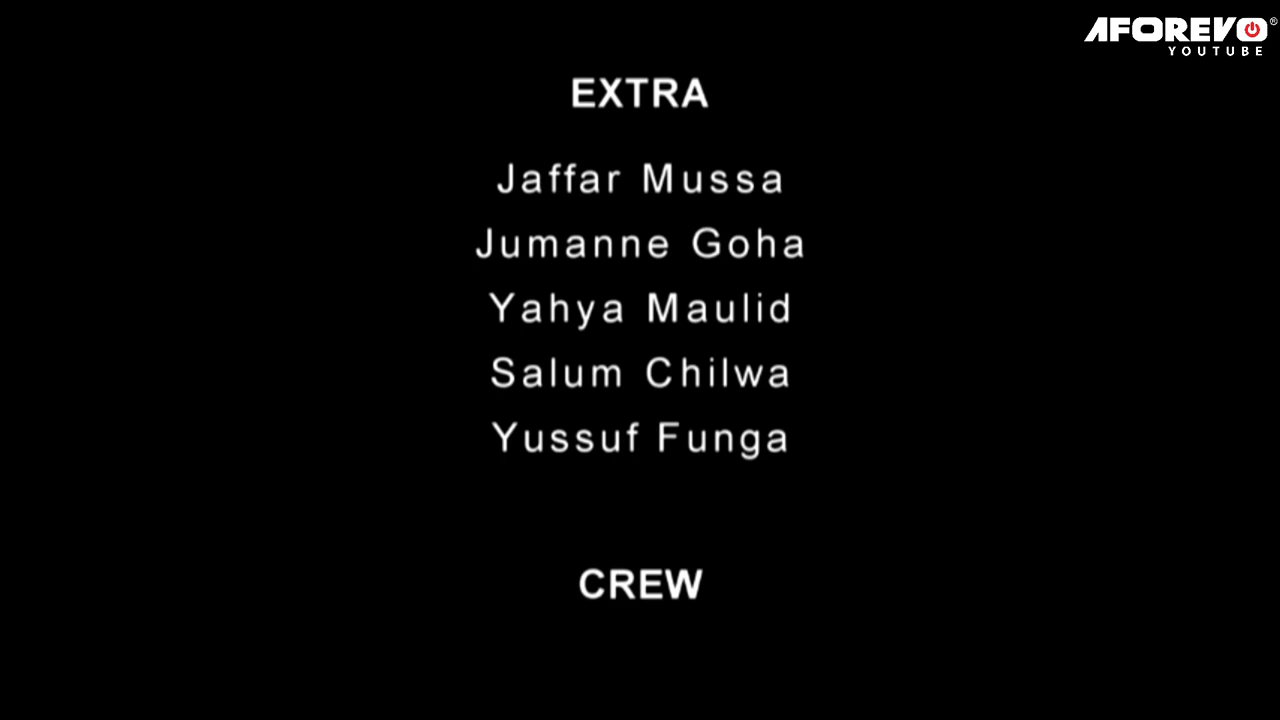 AFOREVO®
YOUTUBE
EXTRA
Jaffar Mussa
Jumanne Goha
Yahya Maulid
Salum Chilwa
Yussuf Funga
CREW